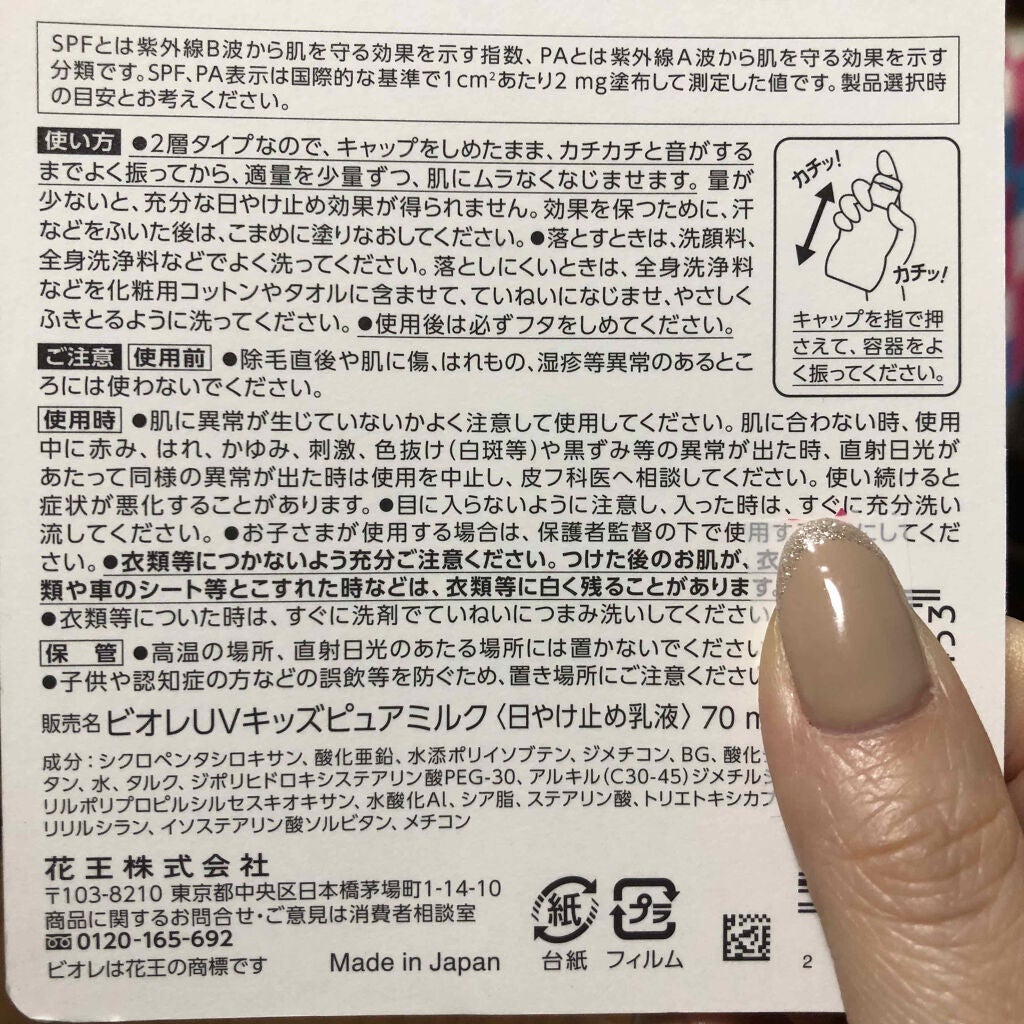 SPFとは紫外線B波から肌を守る効果を示す指数、PAとは紫外線A波から肌を守る効果を示す
分類です。SPF、PA表示は国際的な基準で1cm²あたり2 mg塗布して測定した値です。製品選択時
の目安とお考えください。
使い方 ●2層タイプなので、キャップをしめたまま、カチカチと音がする
までよく振ってから、適量を少量ずつ、肌にムラなくなじませます。量が
少ないと、充分な日やけ止め効果が得られません。効果を保つために、汗
などをふいた後は、こまめに塗りなおしてください。●落とすときは、洗顔料、
全身洗浄料などでよく洗ってください。落としにくいときは、全身洗浄料
などを化粧用コットンやタオルに含ませて、ていねいになじませ、やさしく
ふきとるように洗ってください。●使用後は必ずフタをしめてください。
カチッ!
カチッ!
キャップを指で押
さえて、容器をよ
く振ってください。
ご注意 使用前 ●除毛直後や肌に傷、はれもの、湿疹等異常のあるとこ
ろには使わないでください。
使用時 ●肌に異常が生じていないかよく注意して使用してください。肌に合わない時、使用
中に赤み、はれ、かゆみ、刺激、色抜け(白斑等)や黒ずみ等の異常が出た時、直射日光が
あたって同様の異常が出た時は使用を中止し、皮フ科医へ相談してください。使い続けると
症状が悪化することがあります。●目に入らないように注意し、入った時は、すぐに充分洗い
流してください。●お子さまが使用する場合は、保護者監督の下で使用す にしてくだ
さい。●衣類等につかないよう充分ご注意ください。つけた後のお肌が、衣
類や車のシート等とこすれた時などは、衣類等に白く残ることがあります
●衣類等についた時は、すぐに洗剤でていねいにつまみ洗いしてください
保 管 ●高温の場所、直射日光のあたる場所には置かないでくだ
●子供や認知症の方などの誤飲等を防ぐため、置き場所にご注意くだ
販売名 ビオレUVキッズピュアミルク〈日やけ止め乳液〉70
成分:シクロペンタシロキサン、酸化亜鉛、水添ポリイソブテン、ジメチコン、BG、酸化
タン、水、タルク、ジポリヒドロキシステアリン酸PEG-30、アルキル(C30-45)ジメチル
リルポリプロピルシルセスキオキサン、水酸化Al、シア脂、ステアリン酸、トリエトキシカプ
リリルシラン、イソステアリン酸ソルビタン、メチコン
花王株式会社
〒103-8210 東京都中央区日本橋茅場町1-14-10
商品に関するお問合せ・ご意見は消費者相談室
0120-165-692
ビオレは花王の商標です
Made in Japan
紙
台紙
プラ
フィルム
2